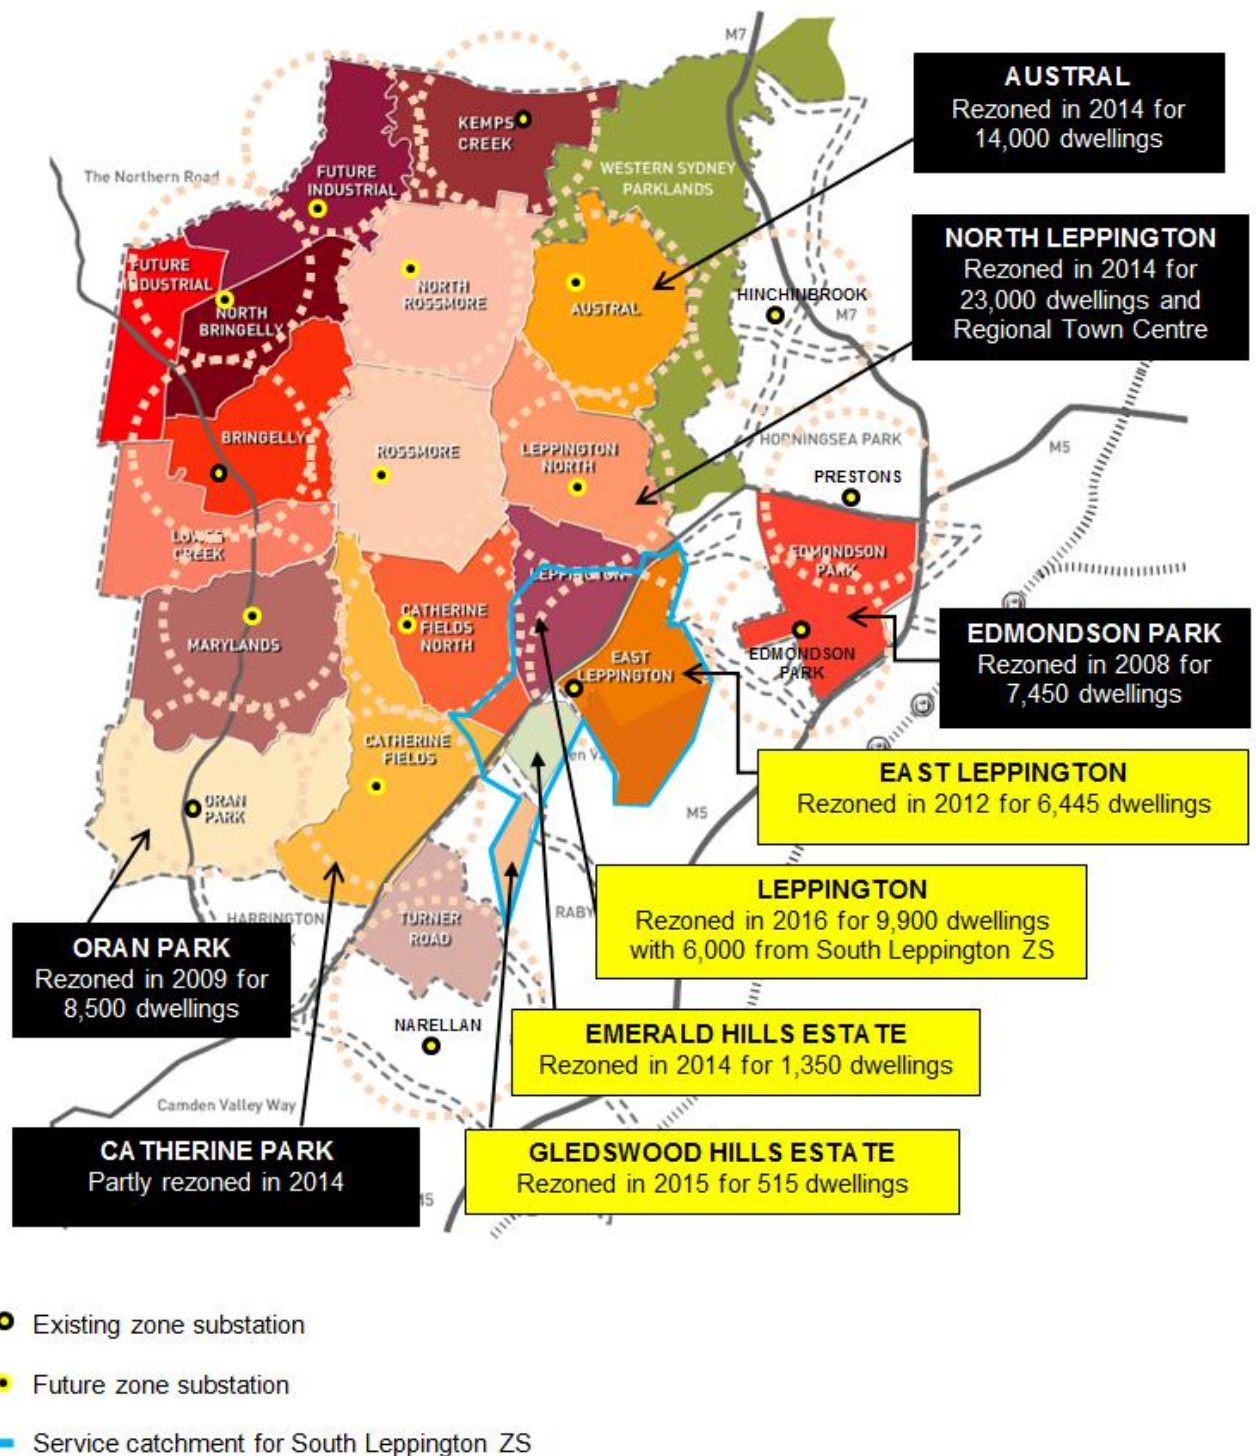 M7
AUSTRAL
Rezoned in 2014 for
14,000 dwellings
KEMPS
CREEK
The Northern Road
FUTURE
INDUSTRIAL
WESTERN SYDNEY
PARKLANDS
NORTH LEPPINGTON
Rezoned in 2014 for
23,000 dwellings and
Regional Town Centre
FUTURE
INDUSTRIAL
NORTH
BRINGELLY
NORTH
ROSSMORE
AUSTRAL
HINCHINBROOK
M7
BRINGELLY
ROSSMORE
LEPPINGTON
NORTH
HORNINGSEA PARK
M5
PRESTONS
LOWES
CREEK
LEPPINGTON
EDMONDSON
PARK
CATHERINE
FIELDS
NORTH
MARYLANDS
EAST
LEPPINGTON
EDMONDSON
PARK
EDMONDSON PARK
Rezoned in 2008 for
7,450 dwellings
CATHERINE
FIELDS
EAST LEPPINGTON
Rezoned in 2012 for 6,445 dwellings
ORAN
PARK
M5
LEPPINGTON
Rezoned in 2016 for 9,900 dwellings
with 6,000 from South Leppington ZS
HARRINGTON
TURNER
ROAD
RABY
ORAN PARK
Rezoned in 2009 for
8,500 dwellings
NARELLAN
EMERALD HILLS ESTATE
Rezoned in 2014 for 1,350 dwellings
Camden Valley Way
CATHERINE PARK
Partly rezoned in 2014
GLEDSWOOD HILLS ESTATE
Rezoned in 2015 for 515 dwellings
Existing zone substation
Future zone substation
Service catchment for South Leppington ZS